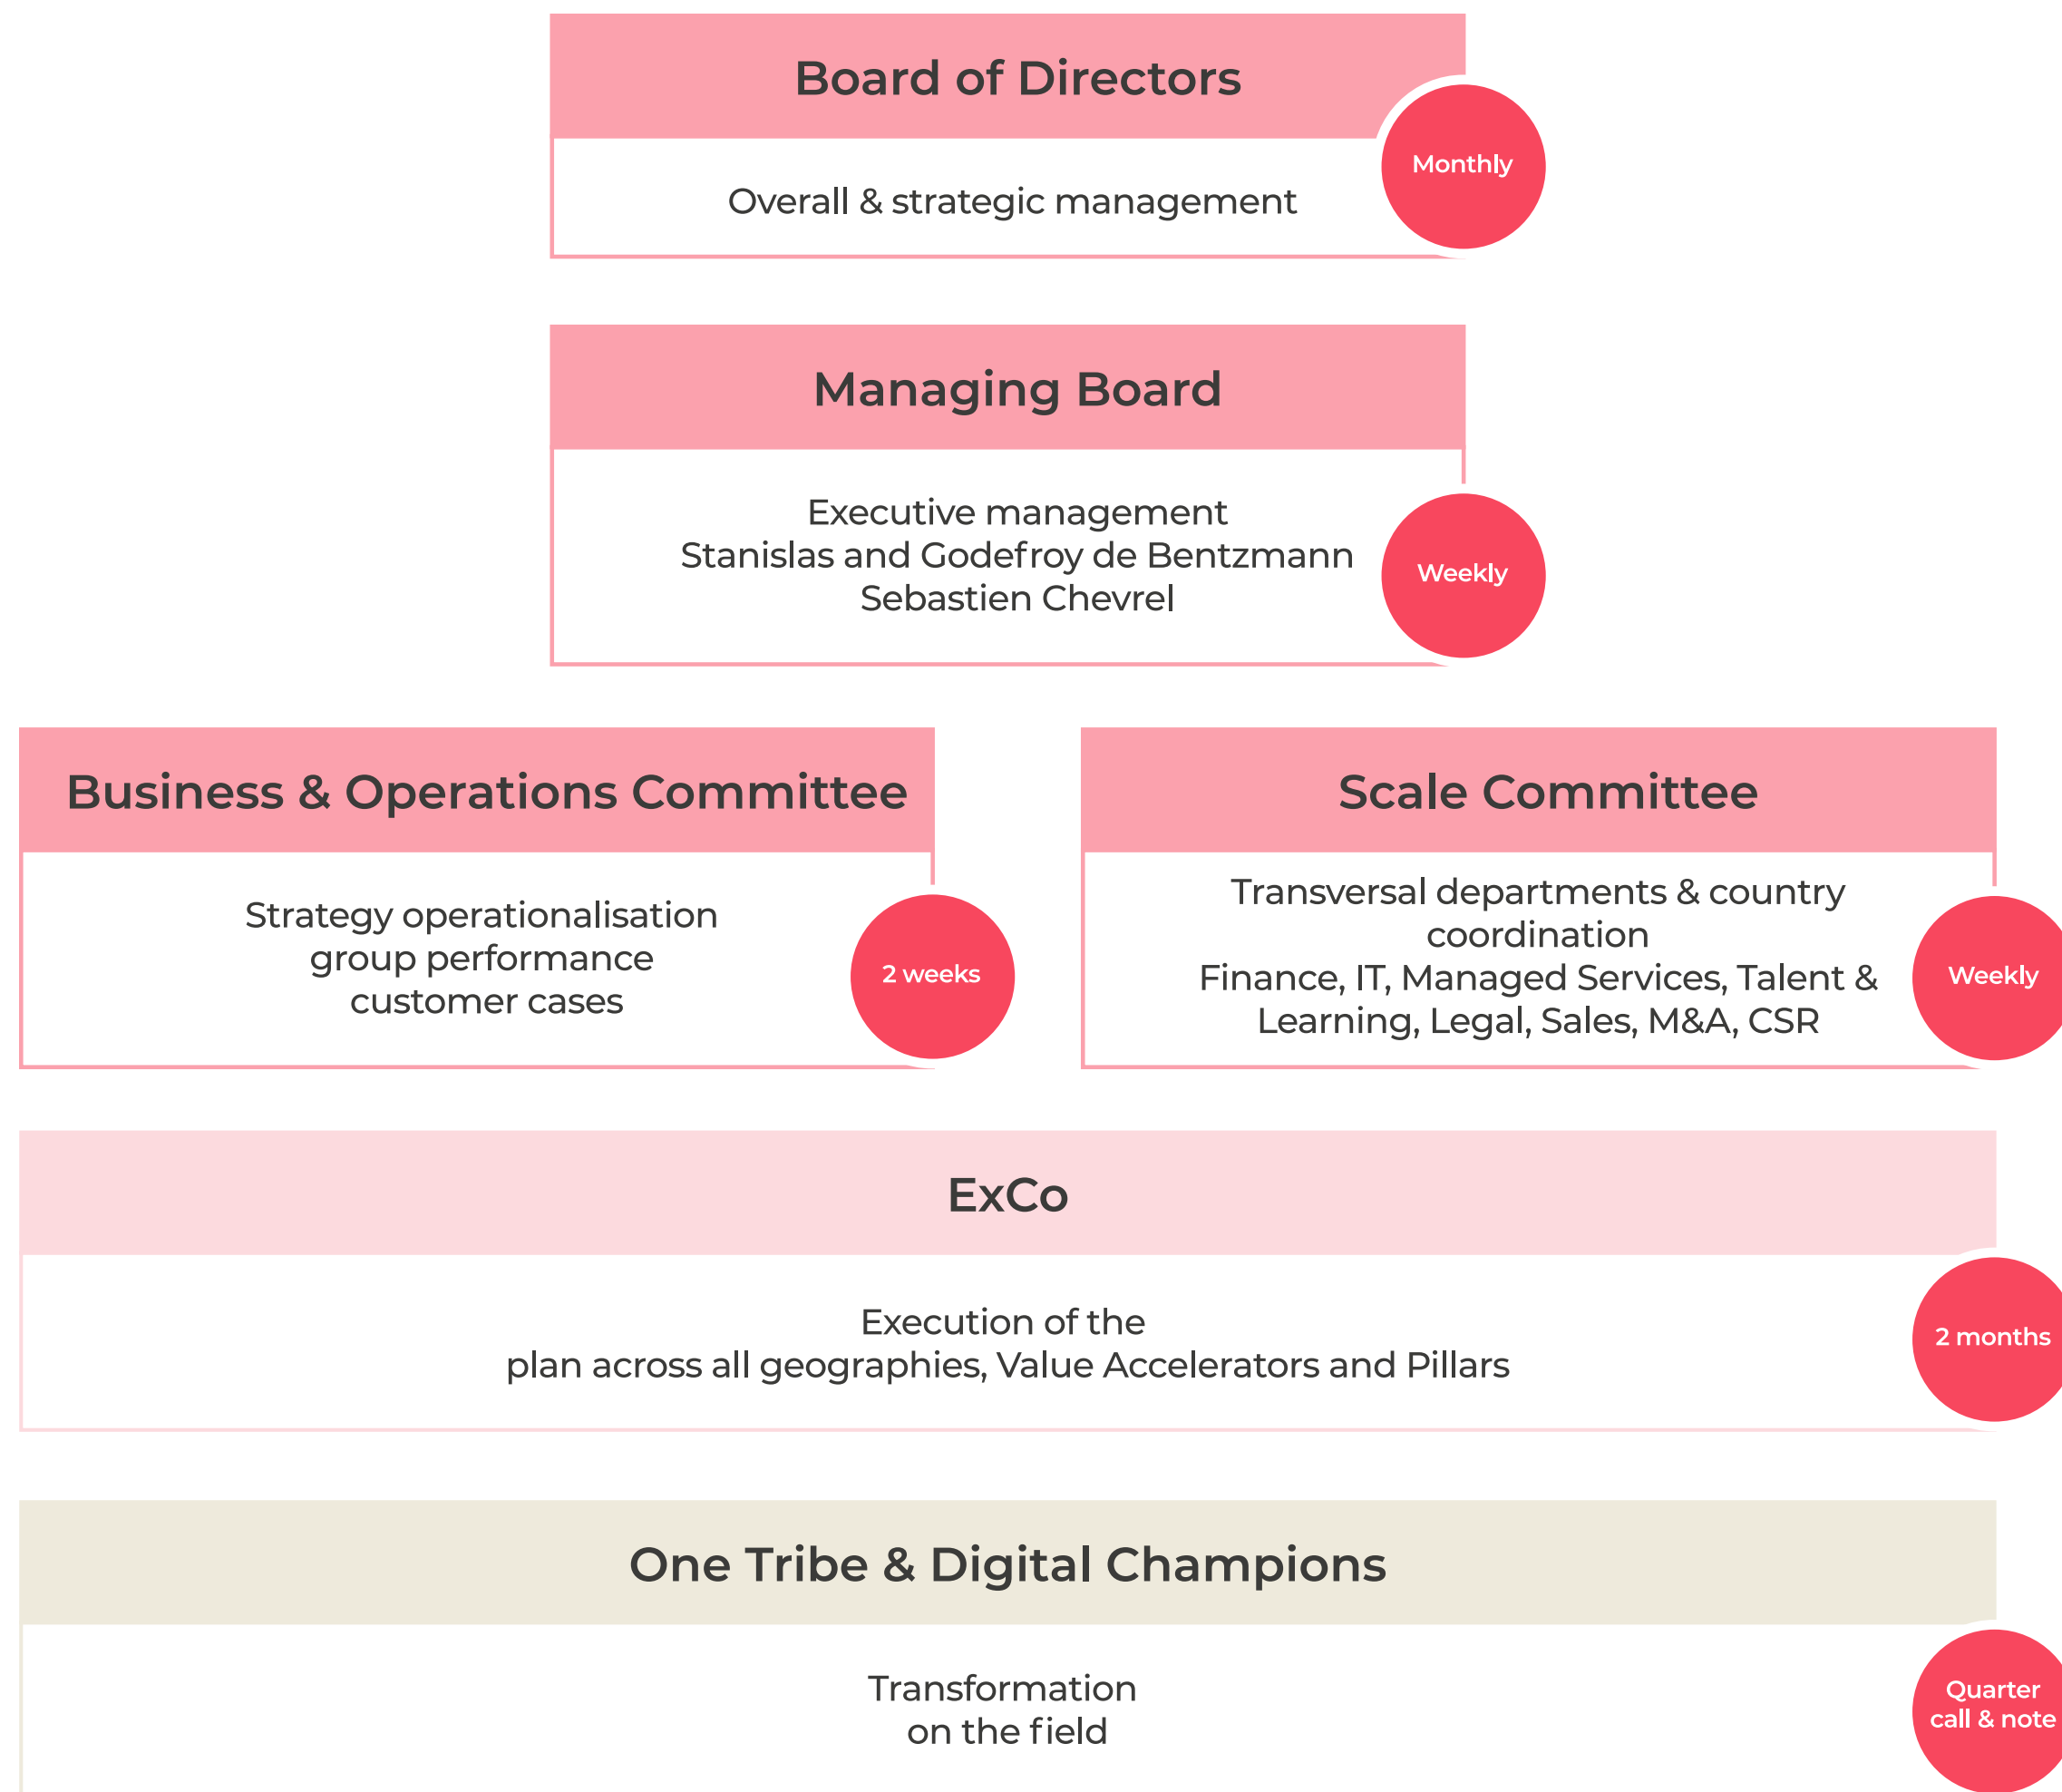 Board of Directors
Monthly
Overall & strategic management
Managing Board
Executive management
Stanislas and Godefroy de Bentzmann
Sebastien Chevrel
Weekly
Business & Operations Committee
Strategy operationalisation
group performance
customer cases
2 weeks
Scale Committee
Transversal departments & country
coordination
Finance, IT, Managed Services, Talent &
Learning, Legal, Sales, M&A, CSR
Weekly
ExCo
Execution of the
plan across all geographies, Value Accelerators and Pillars
2 months
One Tribe & Digital Champions
Transformation
on the field
Quarter
call & note